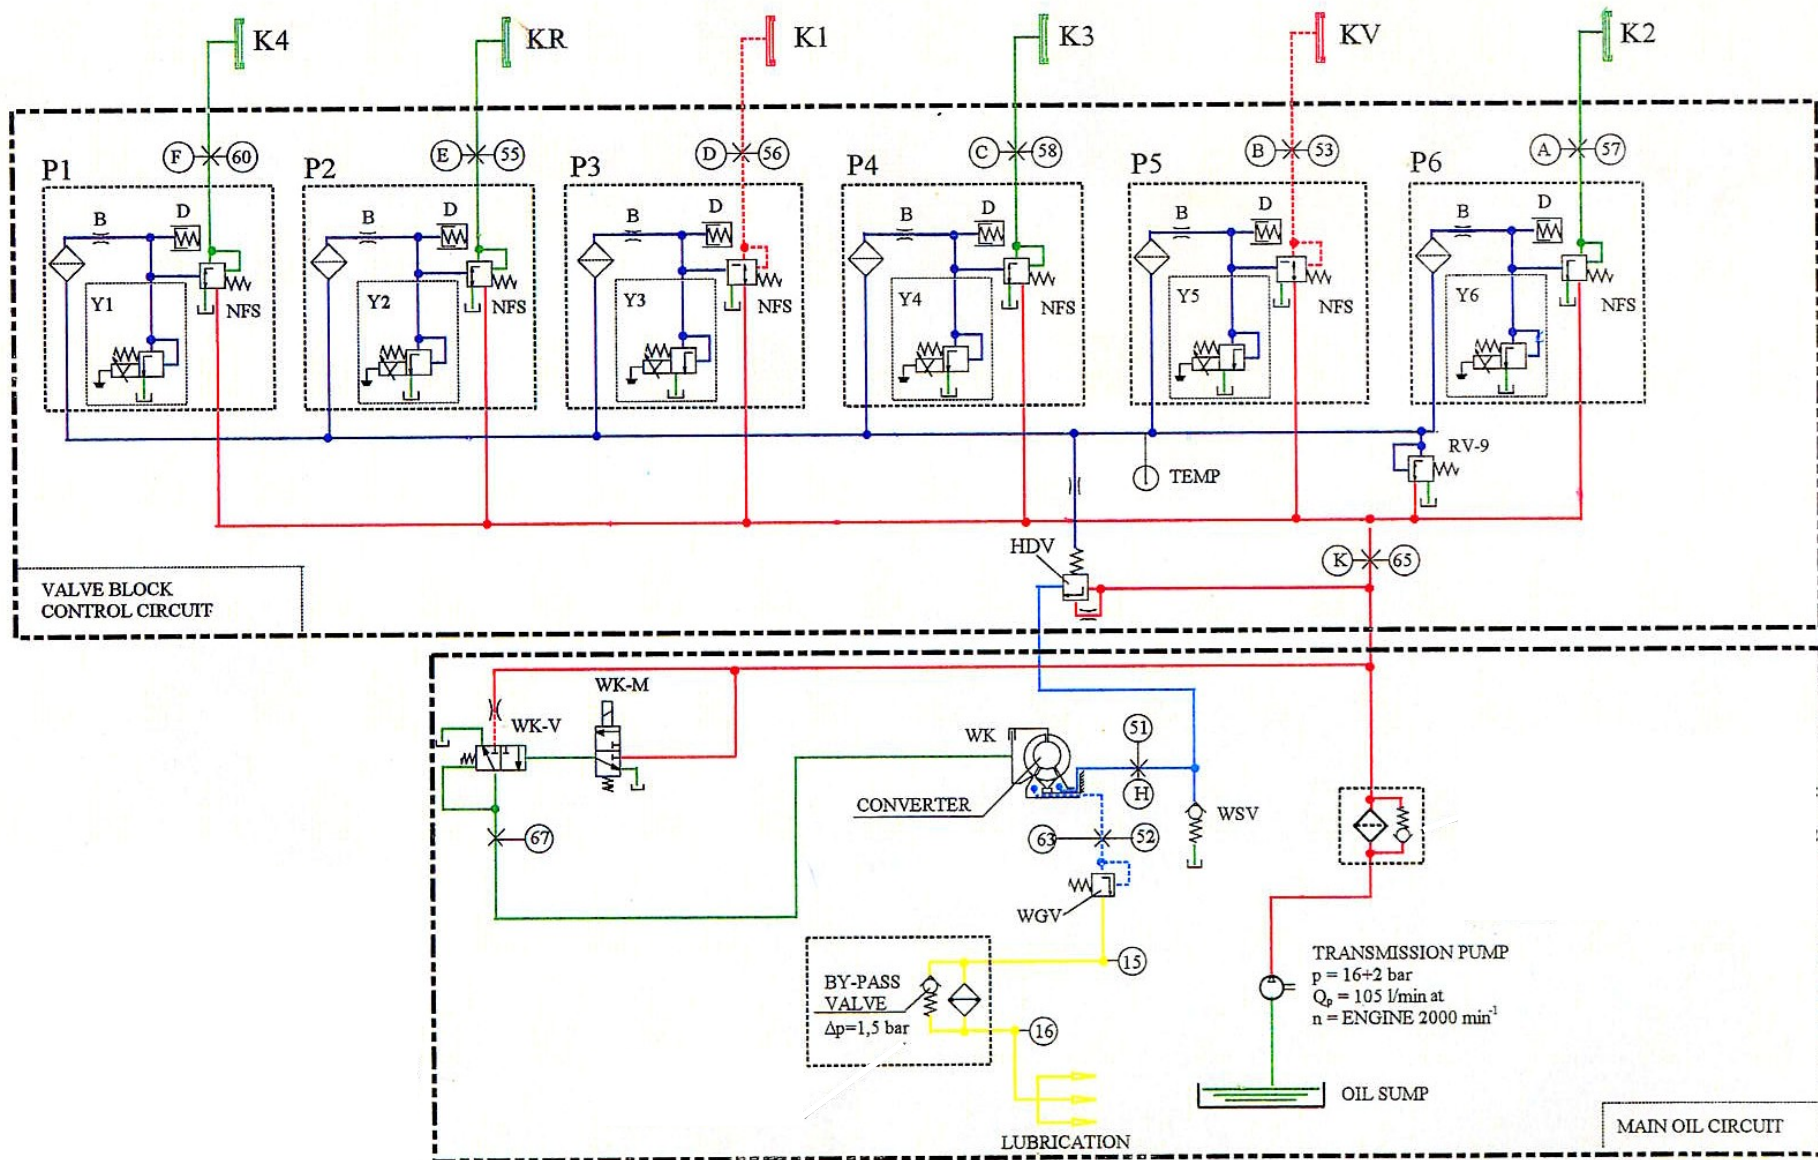 K4
KR
K1
K3
KV
K2
P1
F
60
P2
E
55
P3
D
56
P4
C
58
P5
B
53
P6
A
57
B
D
B
D
B
D
B
D
B
D
B
D
Y1
NFS
Y2
NFS
Y3
NFS
Y4
NFS
Y5
NFS
Y6
NFS
RV-9
TEMP
HDV
K
65
VALVE BLOCK
CONTROL CIRCUIT
WK-M
WK-V
WK
51
H
CONVERTER
WSV
67
63
52
WGV
15
BY-PASS
VALVE
Δp=1,5 bar
16
TRANSMISSION PUMP
p = 16+2 bar
Qp = 105 l/min at
n = ENGINE 2000 min-1
OIL SUMP
LUBRICATION
MAIN OIL CIRCUIT